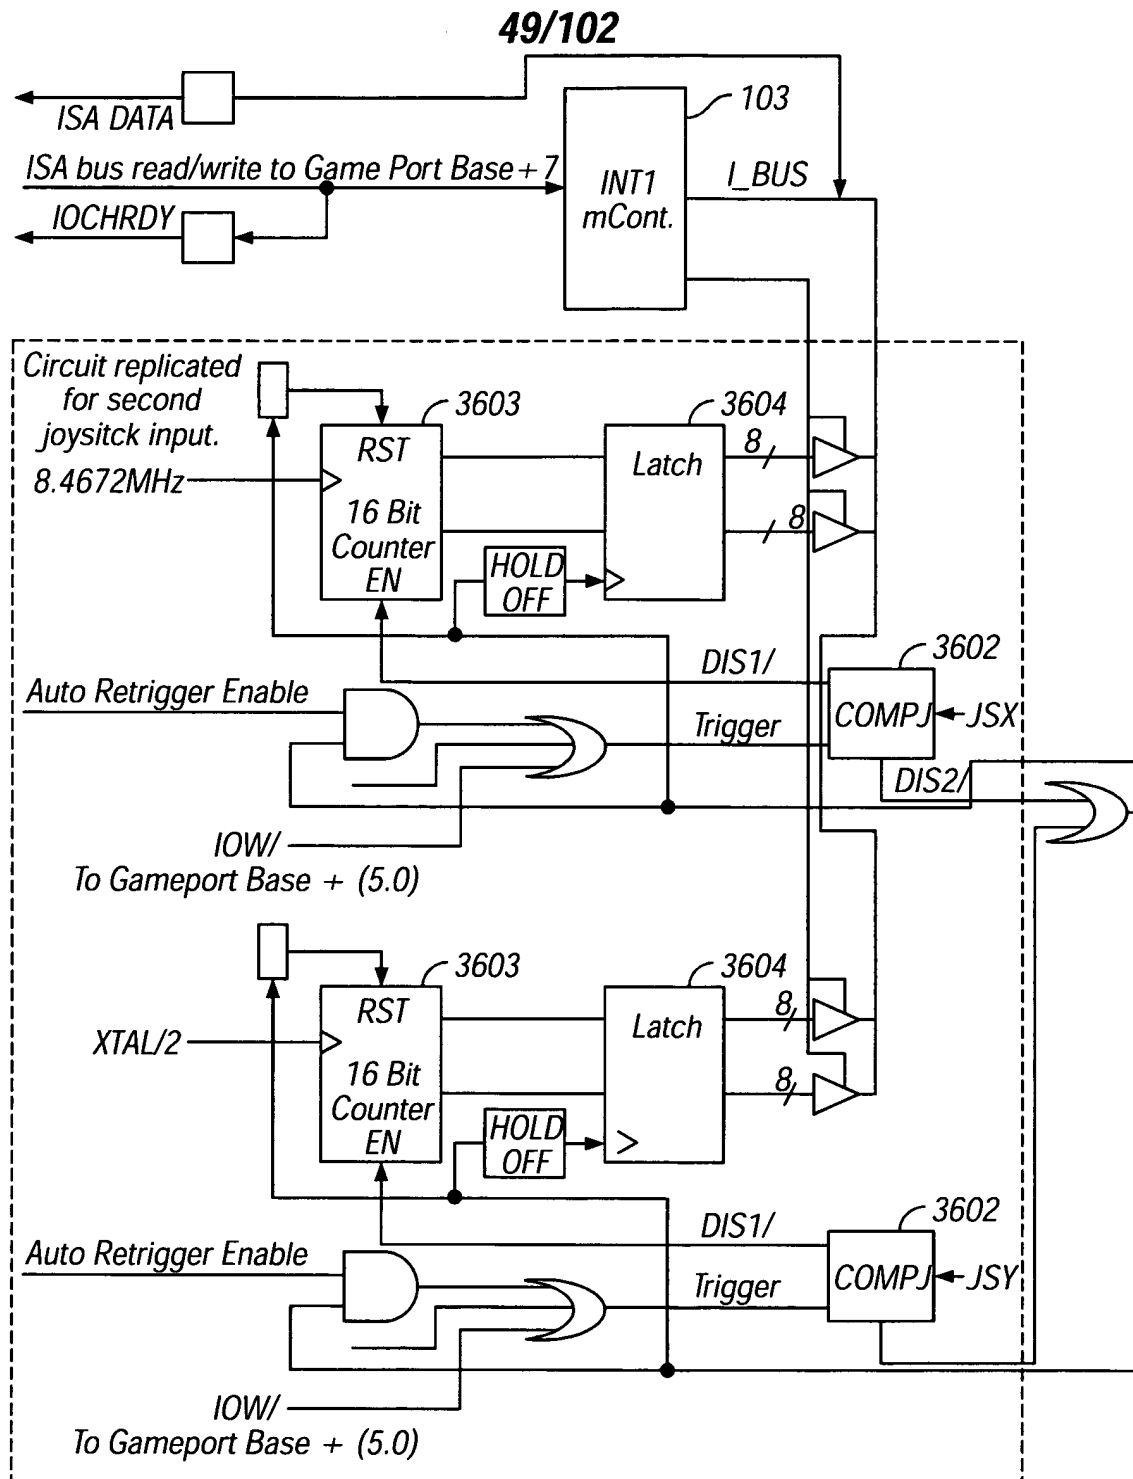 49/102
ISA DATA
103
ISA bus read/write to Game Port Base + 7
IOCHRDY
INT1
mCont.
I_BUS
Circuit replicated
for second
joysitck input.
8.4672MHz
3603
RST
16 Bit
Counter
EN
3604
Latch
8
8
HOLD
OFF
DIS1/
3602
COMPJ
JSX
Auto Retrigger Enable
Trigger
DIS2/
IOW/
To Gameport Base + (5.0)
3603
RST
XTAL/2
16 Bit
Counter
EN
3604
Latch
8
8
HOLD
OFF
DIS1/
3602
COMPJ
JSY
Auto Retrigger Enable
Trigger
IOW/
To Gameport Base + (5.0)